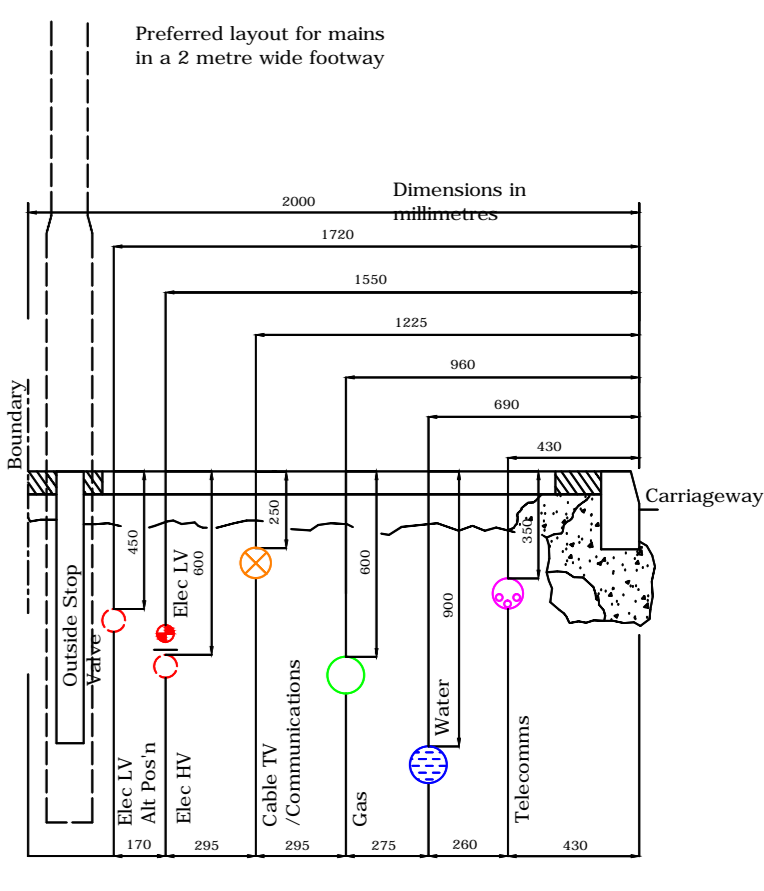 Preferred layout for mains
in a 2 metre wide footway
Dimensions in
millimetres
2000
1720
1550
1225
960
690
430
Boundary
Carriageway
450
600
250
600
900
350
Outside Stop
Valve
Elec LV
Elec LV
Alt Pos'n
Elec HV
Cable TV
/Communications
Gas
Water
Telecomms
170
295
295
275
260
430